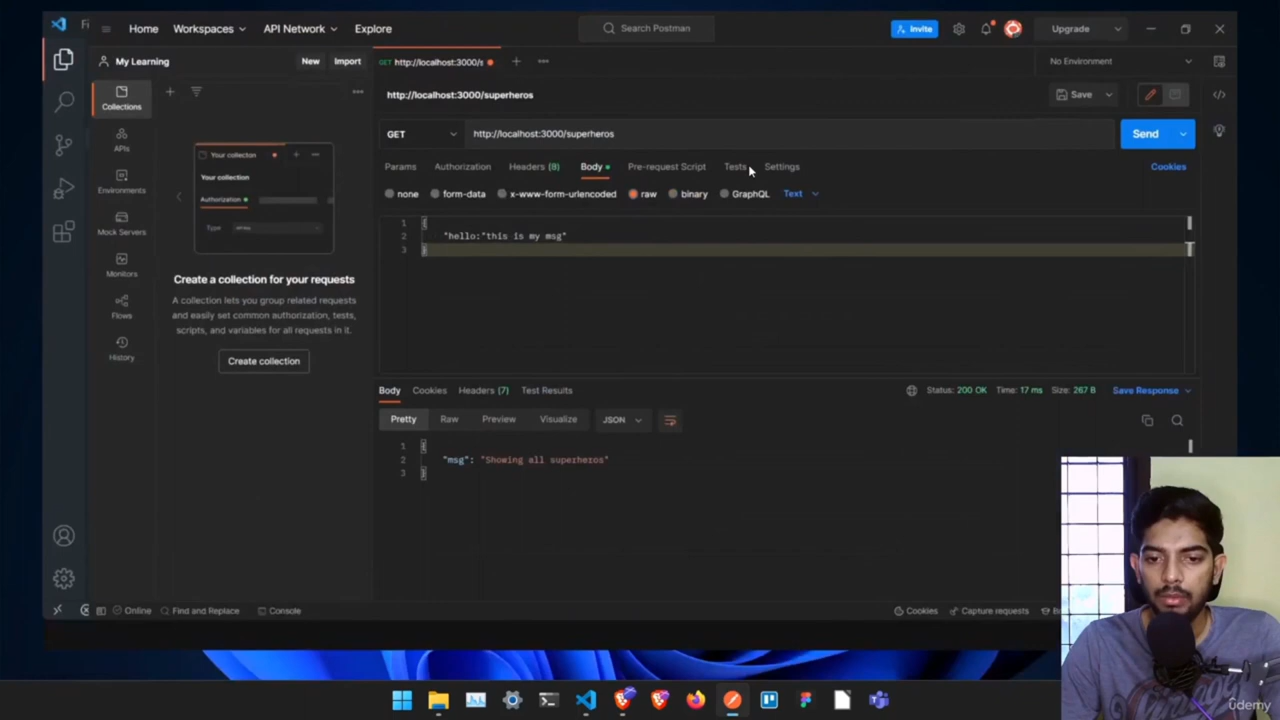 Fi
Home Workspaces API Network Explore Search Postman Invite Upgrade
My Learning New Import GET http://localhost:3000/s No Environment
http://localhost:3000/superheros Save
GET http://localhost:3000/superheros Send
Params Authorization Headers (9) Body Pre-request Script Tests Settings Cookies
none form-data x-www-form-urlencoded raw binary GraphQL Text
1 {
2 "hello:"this is my msg"
3 }
Collections
APIs
Environments
Mock Servers
Monitors
Flows
History
Your collecton
Your collection
Authorization
Type
Create a collection for your requests
A collection lets you group related requests
and easily set common authorization, tests,
scripts, and variables for all requests in it.
Create collection
Body Cookies Headers (7) Test Results Status: 200 OK Time: 17 ms Size: 267 B Save Response
Pretty Raw Preview Visualize JSON
1 {
2 "msg": "Showing all superheros"
3 }
Online Find and Replace Console Cookies Capture requests
udemy